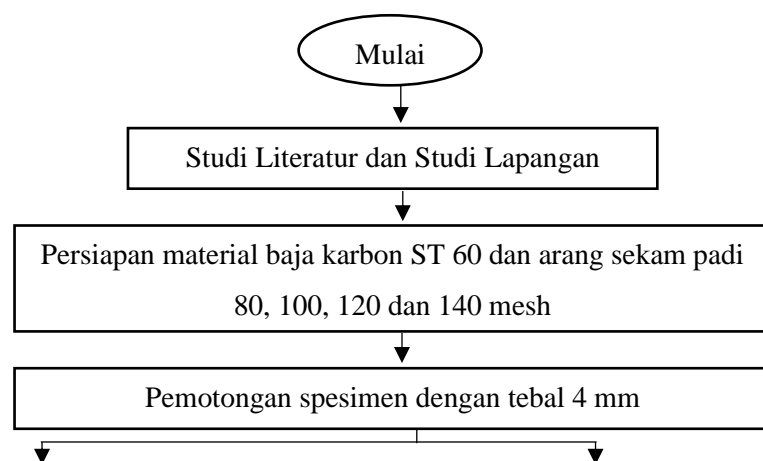 Mulai
Studi Literatur dan Studi Lapangan
Persiapan material baja karbon ST 60 dan arang sekam padi
80, 100, 120 dan 140 mesh
Pemotongan spesimen dengan tebal 4 mm